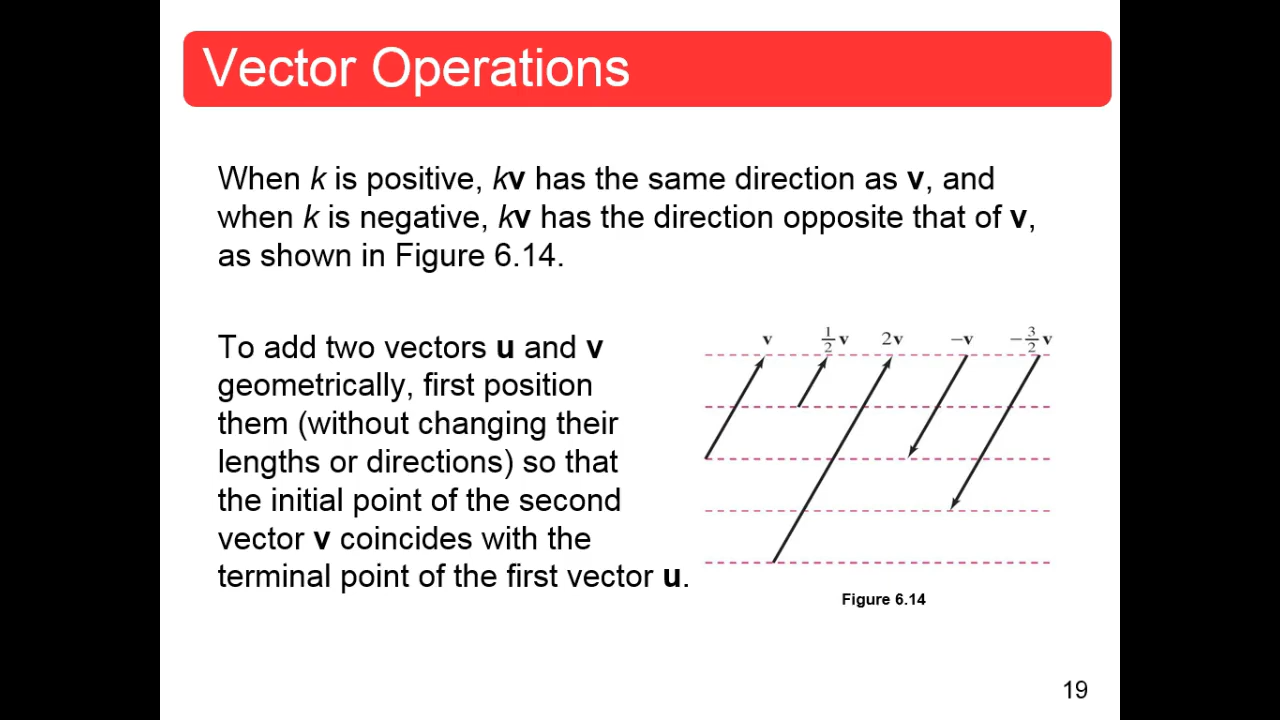 Vector Operations
When k is positive, kv has the same direction as v, and
when k is negative, kv has the direction opposite that of v,
as shown in Figure 6.14.
To add two vectors u and v
geometrically, first position
them (without changing their
lengths or directions) so that
the initial point of the second
vector v coincides with the
terminal point of the first vector u.
v 1/2 v 2v −v −3/2 v
Figure 6.14
19